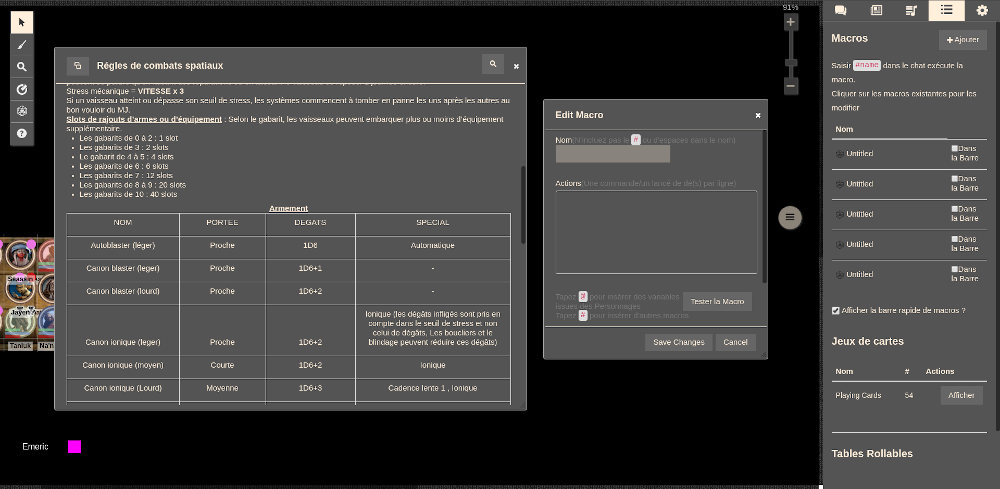 91%
Régles de combats spatiaux
Stress mécanique = VITESSE x 3
Si un vaisseau atteint ou dépasse son seuil de stress, les systèmes commencent à tomber en panne les uns après les autres au
bon vouloir du MJ.
Slots de rajouts d'armes ou d'équipement : Selon le gabarit, les vaisseaux peuvent embarquer plus ou moins d'équipement
supplémentaire.
Les gabarits de 0 à 2 : 1 slot
Les gabarits de 3 : 2 slots
Le gabarit de 4 à 5 : 4 slots
Les gabarits de 6 : 6 slots
Les gabarits de 7 : 12 slots
Les gabarits de 8 à 9 : 20 slots
Les gabarits de 10 : 40 slots
Armement
NOM PORTEE DEGATS SPECIAL
Autoblaster (léger) Proche 1D6 Automatique
Canon blaster (leger) Proche 1D6+1 -
Canon blaster (lourd) Proche 1D6+2 -
Ionique (les dégâts infligés sont pris en
compte dans le seuil de stress et non
celui de dégâts, Les boucliers et le
blindage peuvent réduire ces dégâts)
Canon ionique (leger) Proche 1D6+2
Canon ionique (moyen) Courte 1D6+2 Ionique
Canon ionique (Lourd) Moyenne 1D6+3 Cadence lente 1 , Ionique
Tanluk
Emeric
Edit Macro
Nom(N'incluez pas le # ou d'espaces dans le nom)
Actions(Une commande/un lancé de dé(s) par ligne)
Tapez @ pour insérer des variables
issues des Personnages
Tapez # pour insérer d'autres macros
Tester la Macro
Save Changes
Cancel
Macros
Ajouter
Saisir #name dans le chat exécute la
macro.
Cliquer sur les macros existantes pour les
modifier
Nom
Untitled Dans
la Barre
Untitled Dans
la Barre
Untitled Dans
la Barre
Untitled Dans
la Barre
Untitled Dans
la Barre
Afficher la barre rapide de macros ?
Jeux de cartes
Nom # Actions
Playing Cards 54 Afficher
Tables Rollables